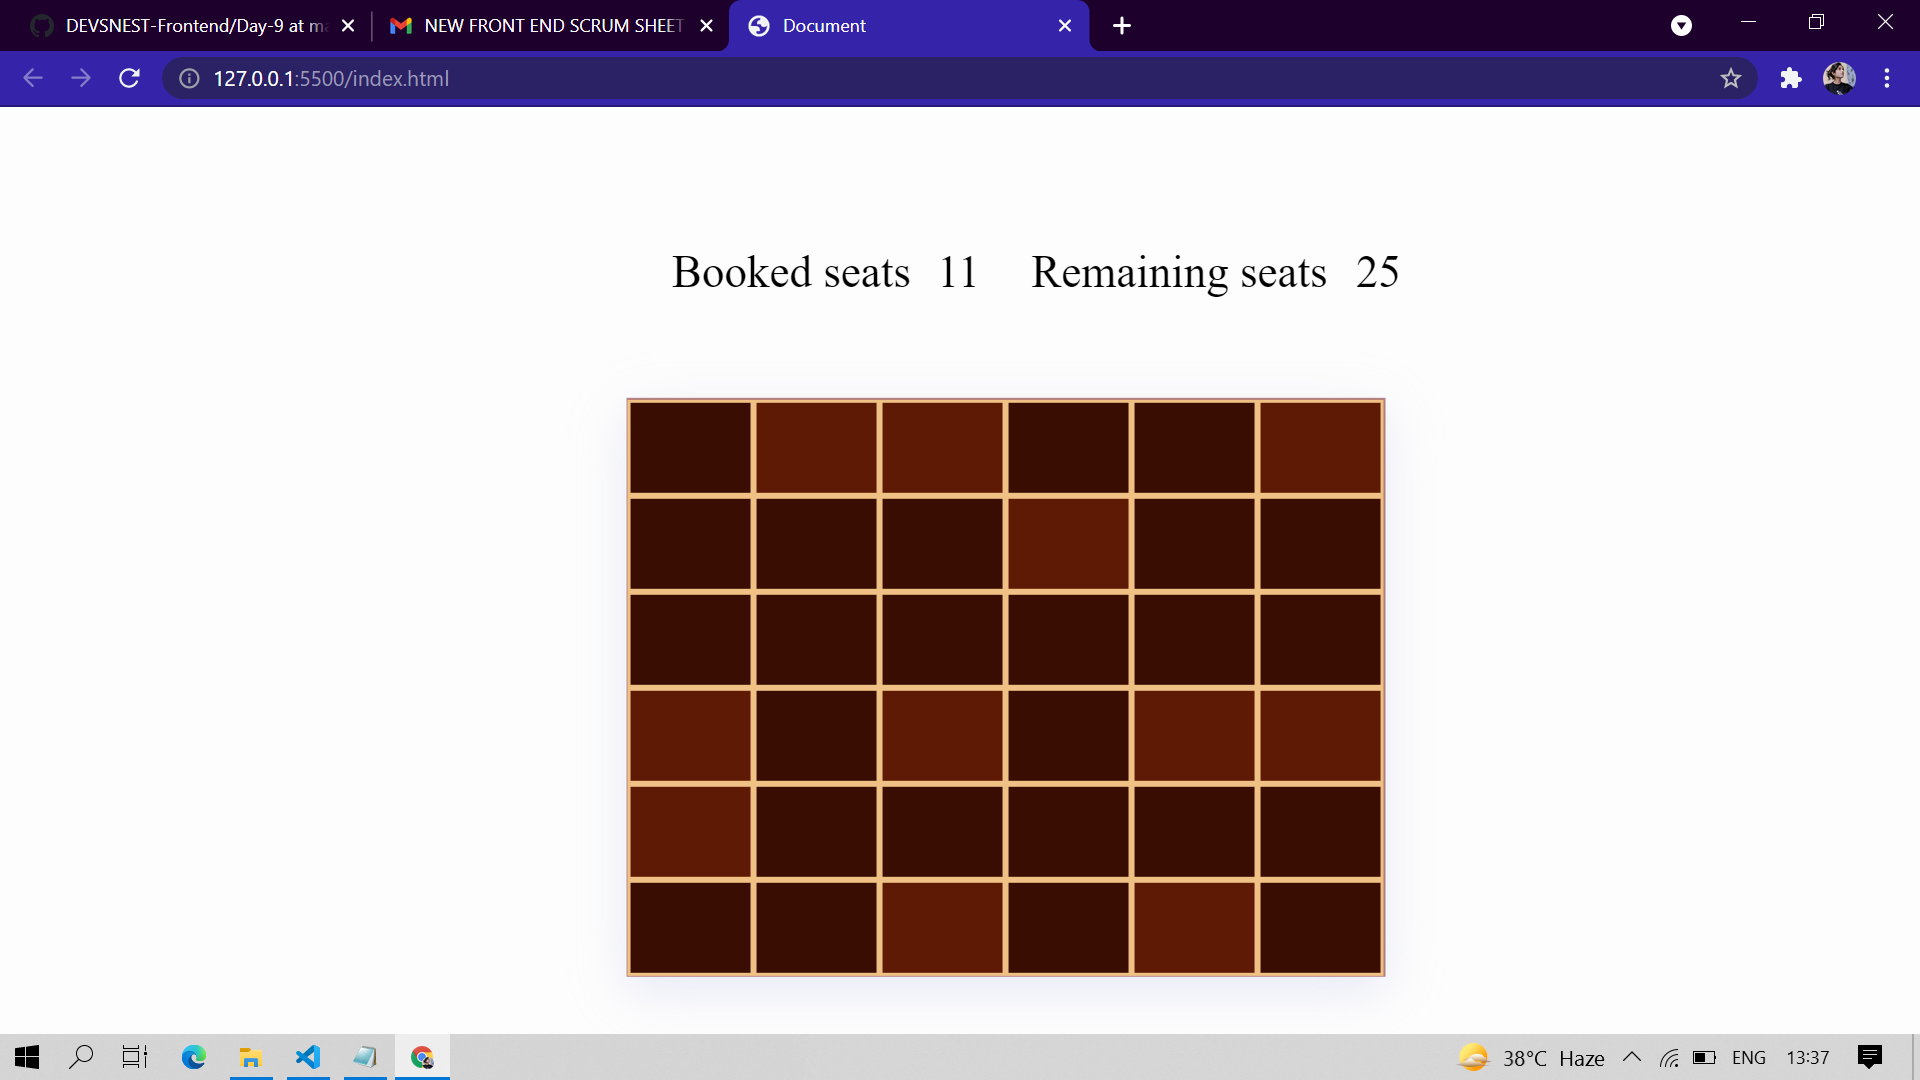 DEVSNEST-Frontend/Day-9 at ma
NEW FRONT END SCRUM SHEET
Document
127.0.0.1:5500/index.html
Booked seats 11 Remaining seats 25
38°C Haze ENG 13:37